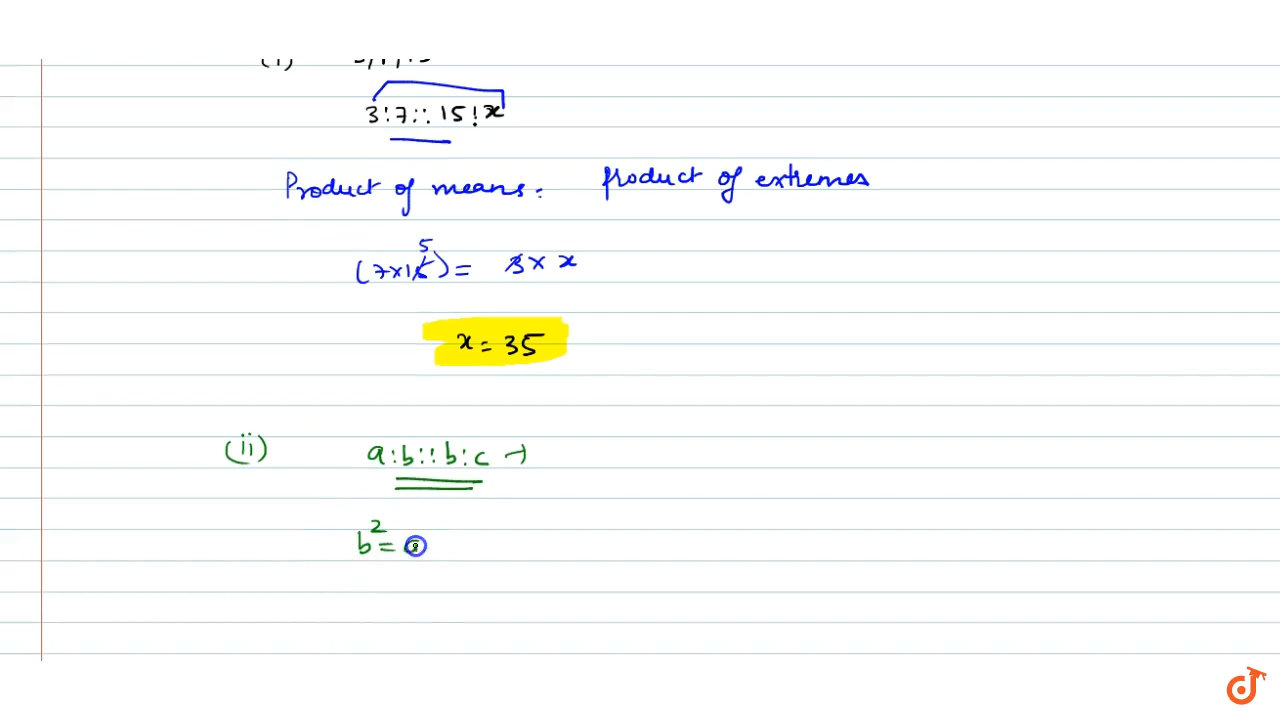 (i)
3:7::15:x
Product of means = Product of extremes
5
(7×15) = 3 × x
x = 35
(ii) a:b::b:c →
b² =